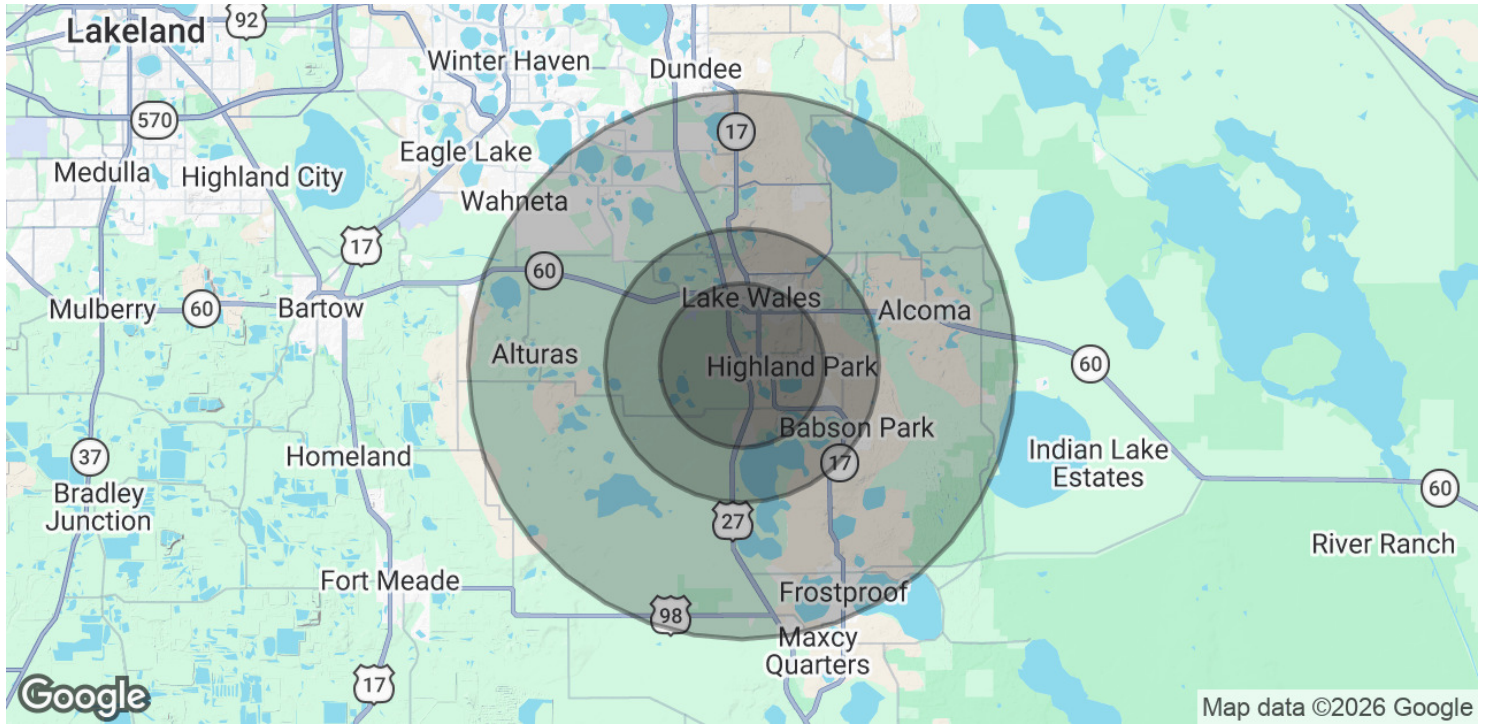 Lakeland
92
Winter Haven
Dundee
570
17
Eagle Lake
Medulla
Highland City
Wahneta
17
60
Mulberry
60
Bartow
Lake Wales
Alcoma
Alturas
Highland Park
60
Babson Park
Homeland
37
17
Indian Lake
Estates
60
Bradley
Junction
27
River Ranch
Fort Meade
Frostproof
98
Maxcy
Quarters
17
Google
Map data ©2026 Google